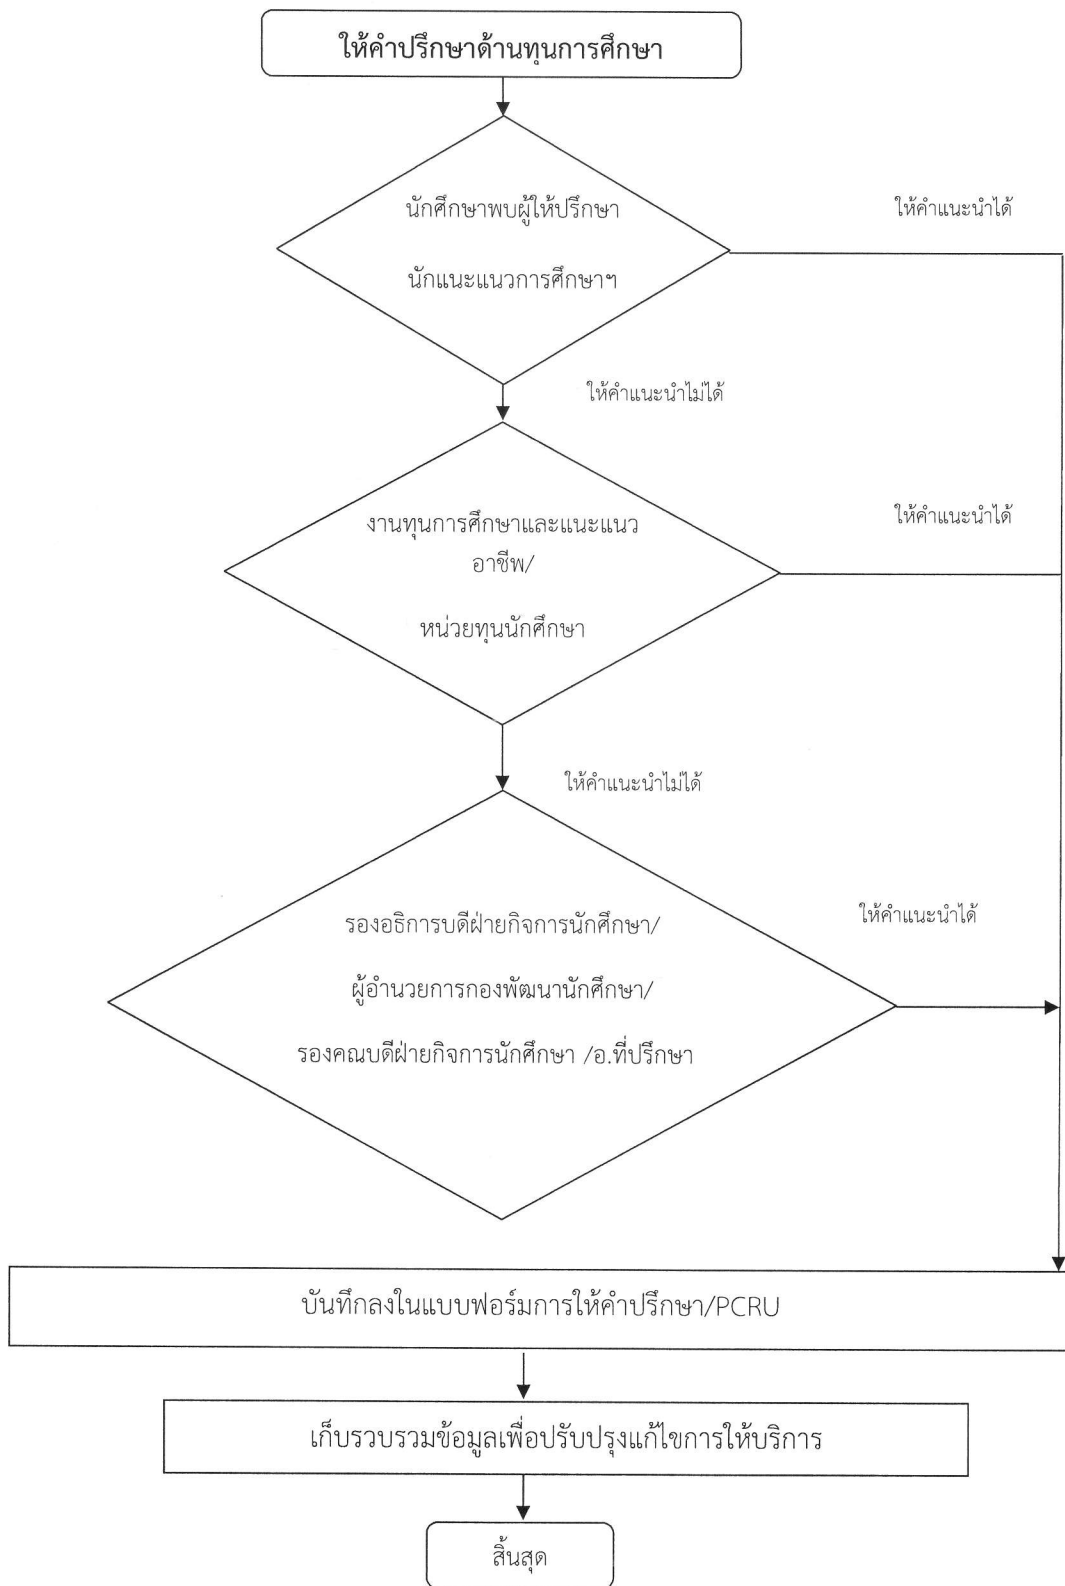 ให้คำปรึกษาด้านทุนการศึกษา
นักศึกษาพบผู้ให้ปรึกษา
นักแนะแนวการศึกษาฯ
ให้คำแนะนำได้
ให้คำแนะนำไม่ได้
งานทุนการศึกษาและแนะแนว
อาชีพ/
หน่วยทุนนักศึกษา
ให้คำแนะนำได้
ให้คำแนะนำไม่ได้
รองอธิการบดีฝ่ายกิจการนักศึกษา/
ผู้อำนวยการกองพัฒนานักศึกษา/
รองคณบดีฝ่ายกิจการนักศึกษา /อ.ที่ปรึกษา
ให้คำแนะนำได้
บันทึกลงในแบบฟอร์มการให้คำปรึกษา/PCRU
เก็บรวบรวมข้อมูลเพื่อปรับปรุงแก้ไขการให้บริการ
สิ้นสุด